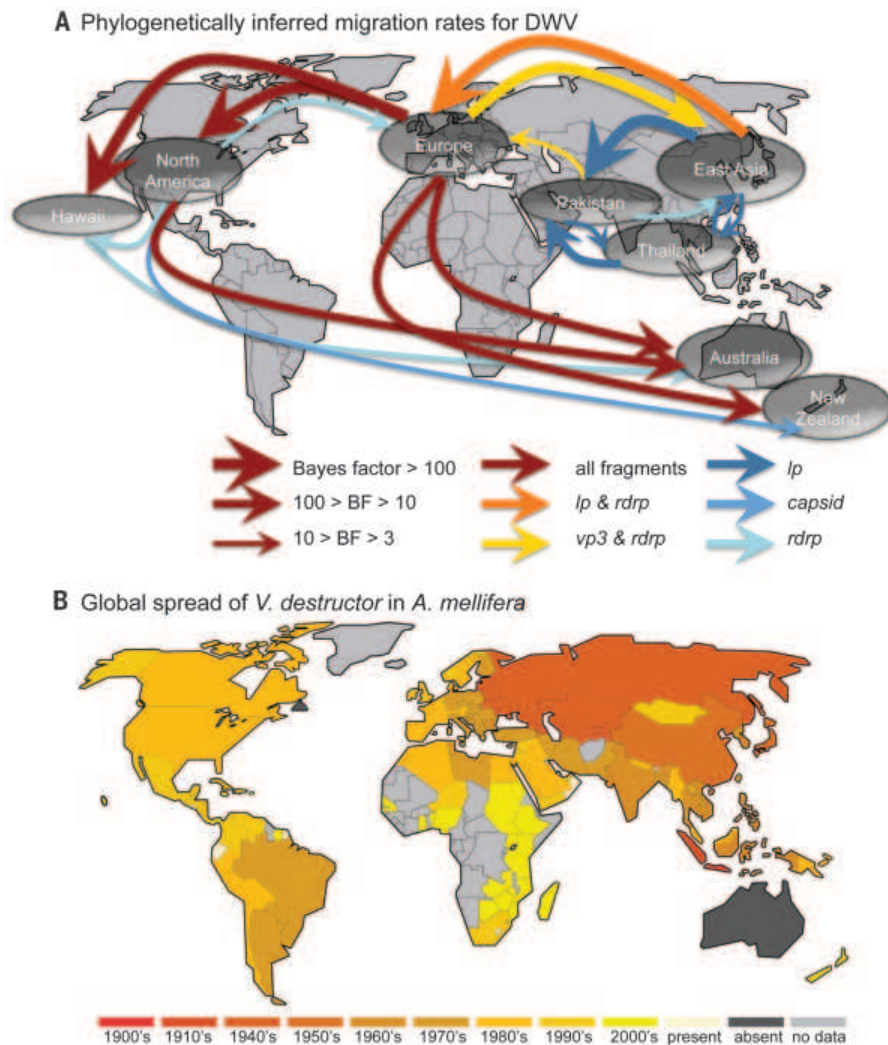 A Phylogenetically inferred migration rates for DWV
North
America
Hawaii
Europe
East Asia
Pakistan
Thailand
Australia
New
Zealand
Bayes factor > 100
all fragments
lp
100 > BF > 10
lp & rdrp
capsid
10 > BF > 3
vp3 & rdrp
rdrp
B Global spread of V. destructor in A. mellifera
1900's 1910's 1940's 1950's 1960's 1970's 1980's 1990's 2000's present absent no data